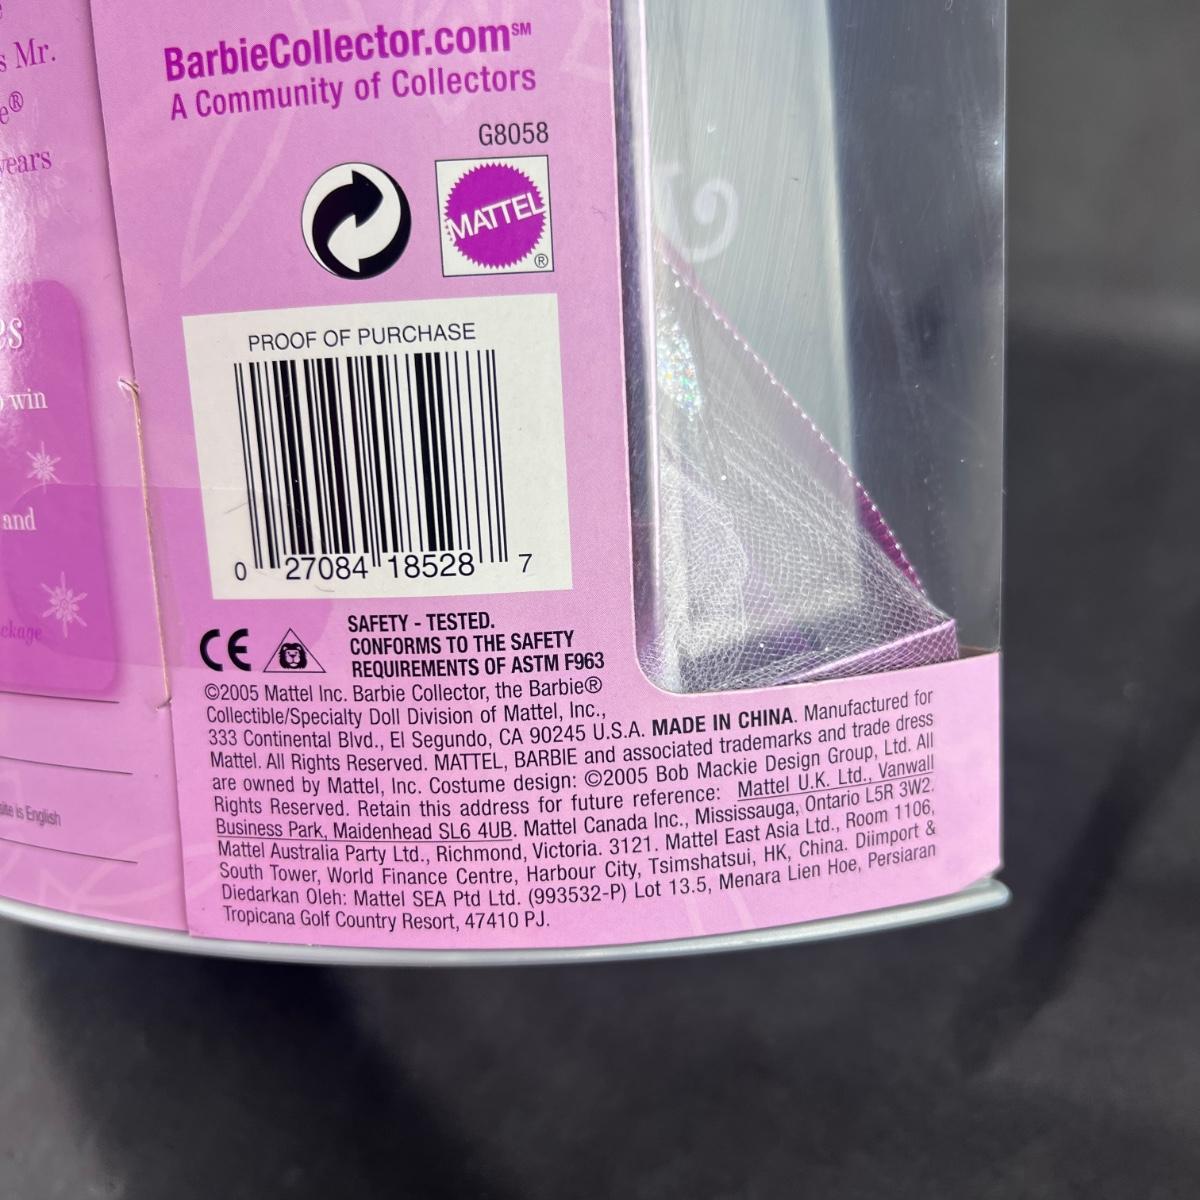 s Mr.
e®
years
es
win
and
ckage
site is English
BarbieCollector.com℠
A Community of Collectors
G8058
MATTEL
®
PROOF OF PURCHASE
0 27084 18528 7
CE
SAFETY - TESTED.
CONFORMS TO THE SAFETY
REQUIREMENTS OF ASTM F963
©2005 Mattel Inc. Barbie Collector, the Barbie®
Collectible/Specialty Doll Division of Mattel, Inc.,
333 Continental Blvd., El Segundo, CA 90245 U.S.A. MADE IN CHINA. Manufactured for
Mattel. All Rights Reserved. MATTEL, BARBIE and associated trademarks and trade dress
are owned by Mattel, Inc. Costume design: ©2005 Bob Mackie Design Group, Ltd. All
Rights Reserved. Retain this address for future reference: Mattel U.K. Ltd., Vanwall
Business Park, Maidenhead SL6 4UB. Mattel Canada Inc., Mississauga, Ontario L5R 3W2.
Mattel Australia Party Ltd., Richmond, Victoria. 3121. Mattel East Asia Ltd., Room 1106,
South Tower, World Finance Centre, Harbour City, Tsimshatsui, HK, China. Diimport &
Diedarkan Oleh: Mattel SEA Ptd Ltd. (993532-P) Lot 13.5, Menara Lien Hoe, Persiaran
Tropicana Golf Country Resort, 47410 PJ.